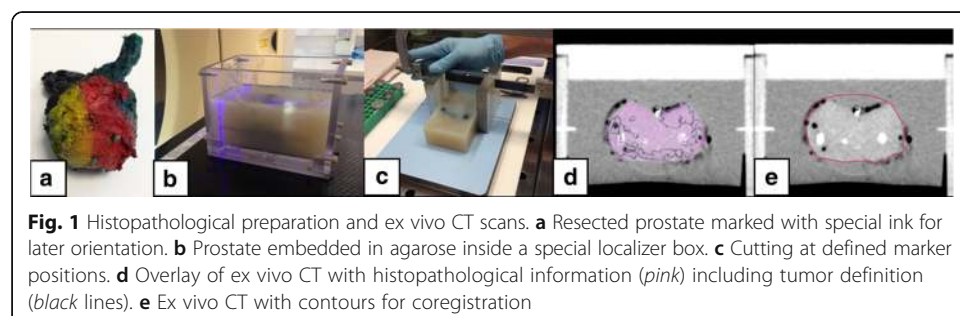 a
b
c
d
e
Fig. 1 Histopathological preparation and ex vivo CT scans. a Resected prostate marked with special ink for
later orientation. b Prostate embedded in agarose inside a special localizer box. c Cutting at defined marker
positions. d Overlay of ex vivo CT with histopathological information (pink) including tumor definition
(black lines). e Ex vivo CT with contours for coregistration